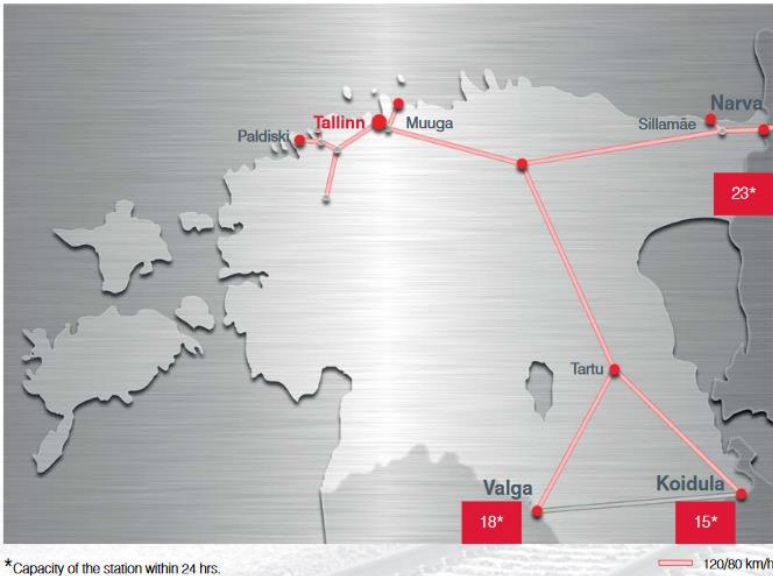 Narva
Tallinn
Muuga
Sillamäe
Paldiski
23*
Tartu
Valga
Koidula
18*
15*
*Capacity of the station within 24 hrs.
120/80 km/h